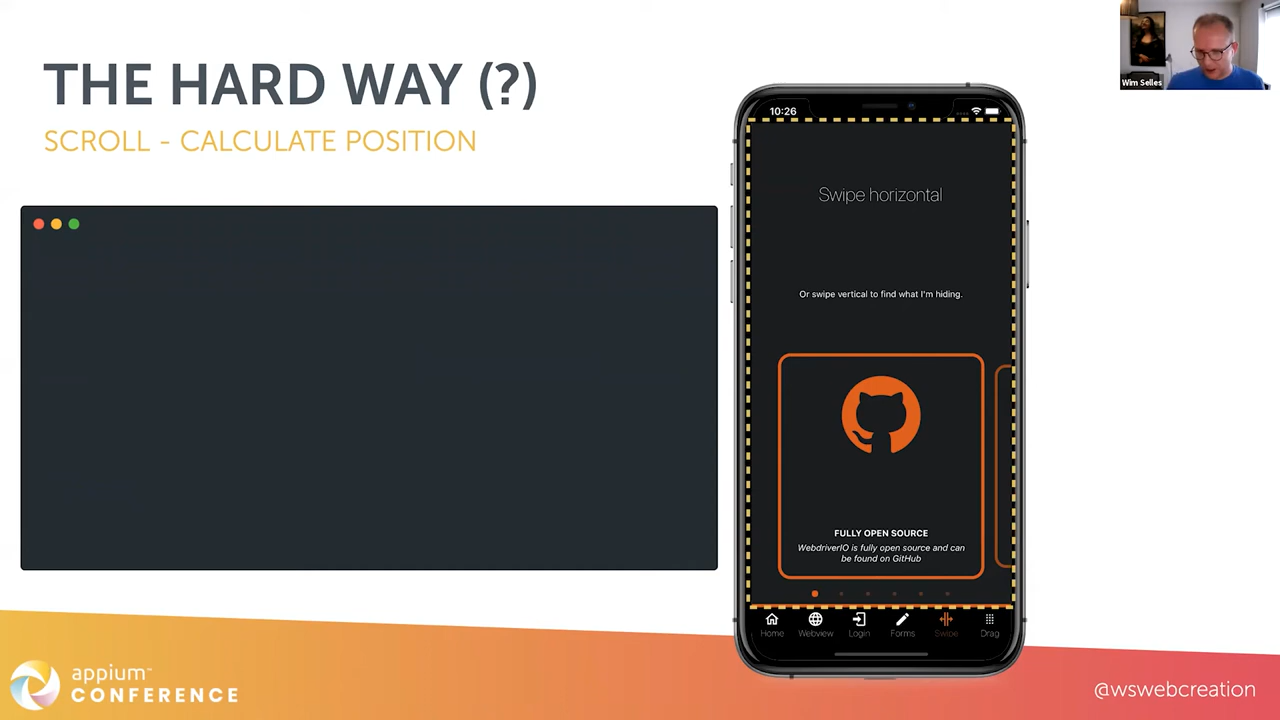 THE HARD WAY (?)
SCROLL - CALCULATE POSITION
Wim Selles
10:26
Swipe horizontal
Or swipe vertical to find what I'm hiding.
FULLY OPEN SOURCE
WebdriverIO is fully open source and can
be found on GitHub
Home Webview Login Forms Swipe Drag
appium™
CONFERENCE
@wswebcreation